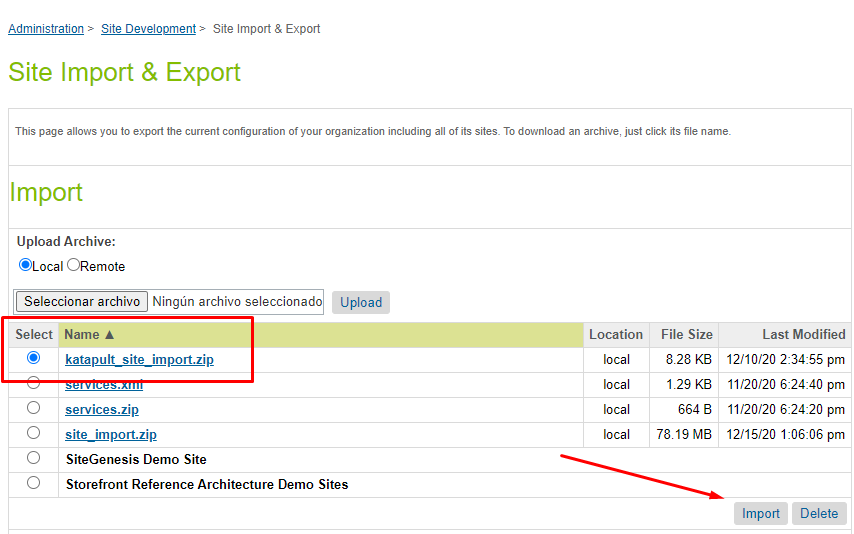 Administration > Site Development > Site Import & Export
Site Import & Export
This page allows you to export the current configuration of your organization including all of its sites. To download an archive, just click its file name.
Import
Upload Archive:
Local Remote
Seleccionar archivo Ningún archivo seleccionado Upload
Select Name ▲ Location File Size Last Modified
katapult_site_import.zip local 8.28 KB 12/10/20 2:34:55 pm
services.xml local 1.29 KB 11/20/20 6:24:40 pm
services.zip local 664 B 11/20/20 6:24:20 pm
site_import.zip local 78.19 MB 12/15/20 1:06:06 pm
SiteGenesis Demo Site
Storefront Reference Architecture Demo Sites
Import Delete